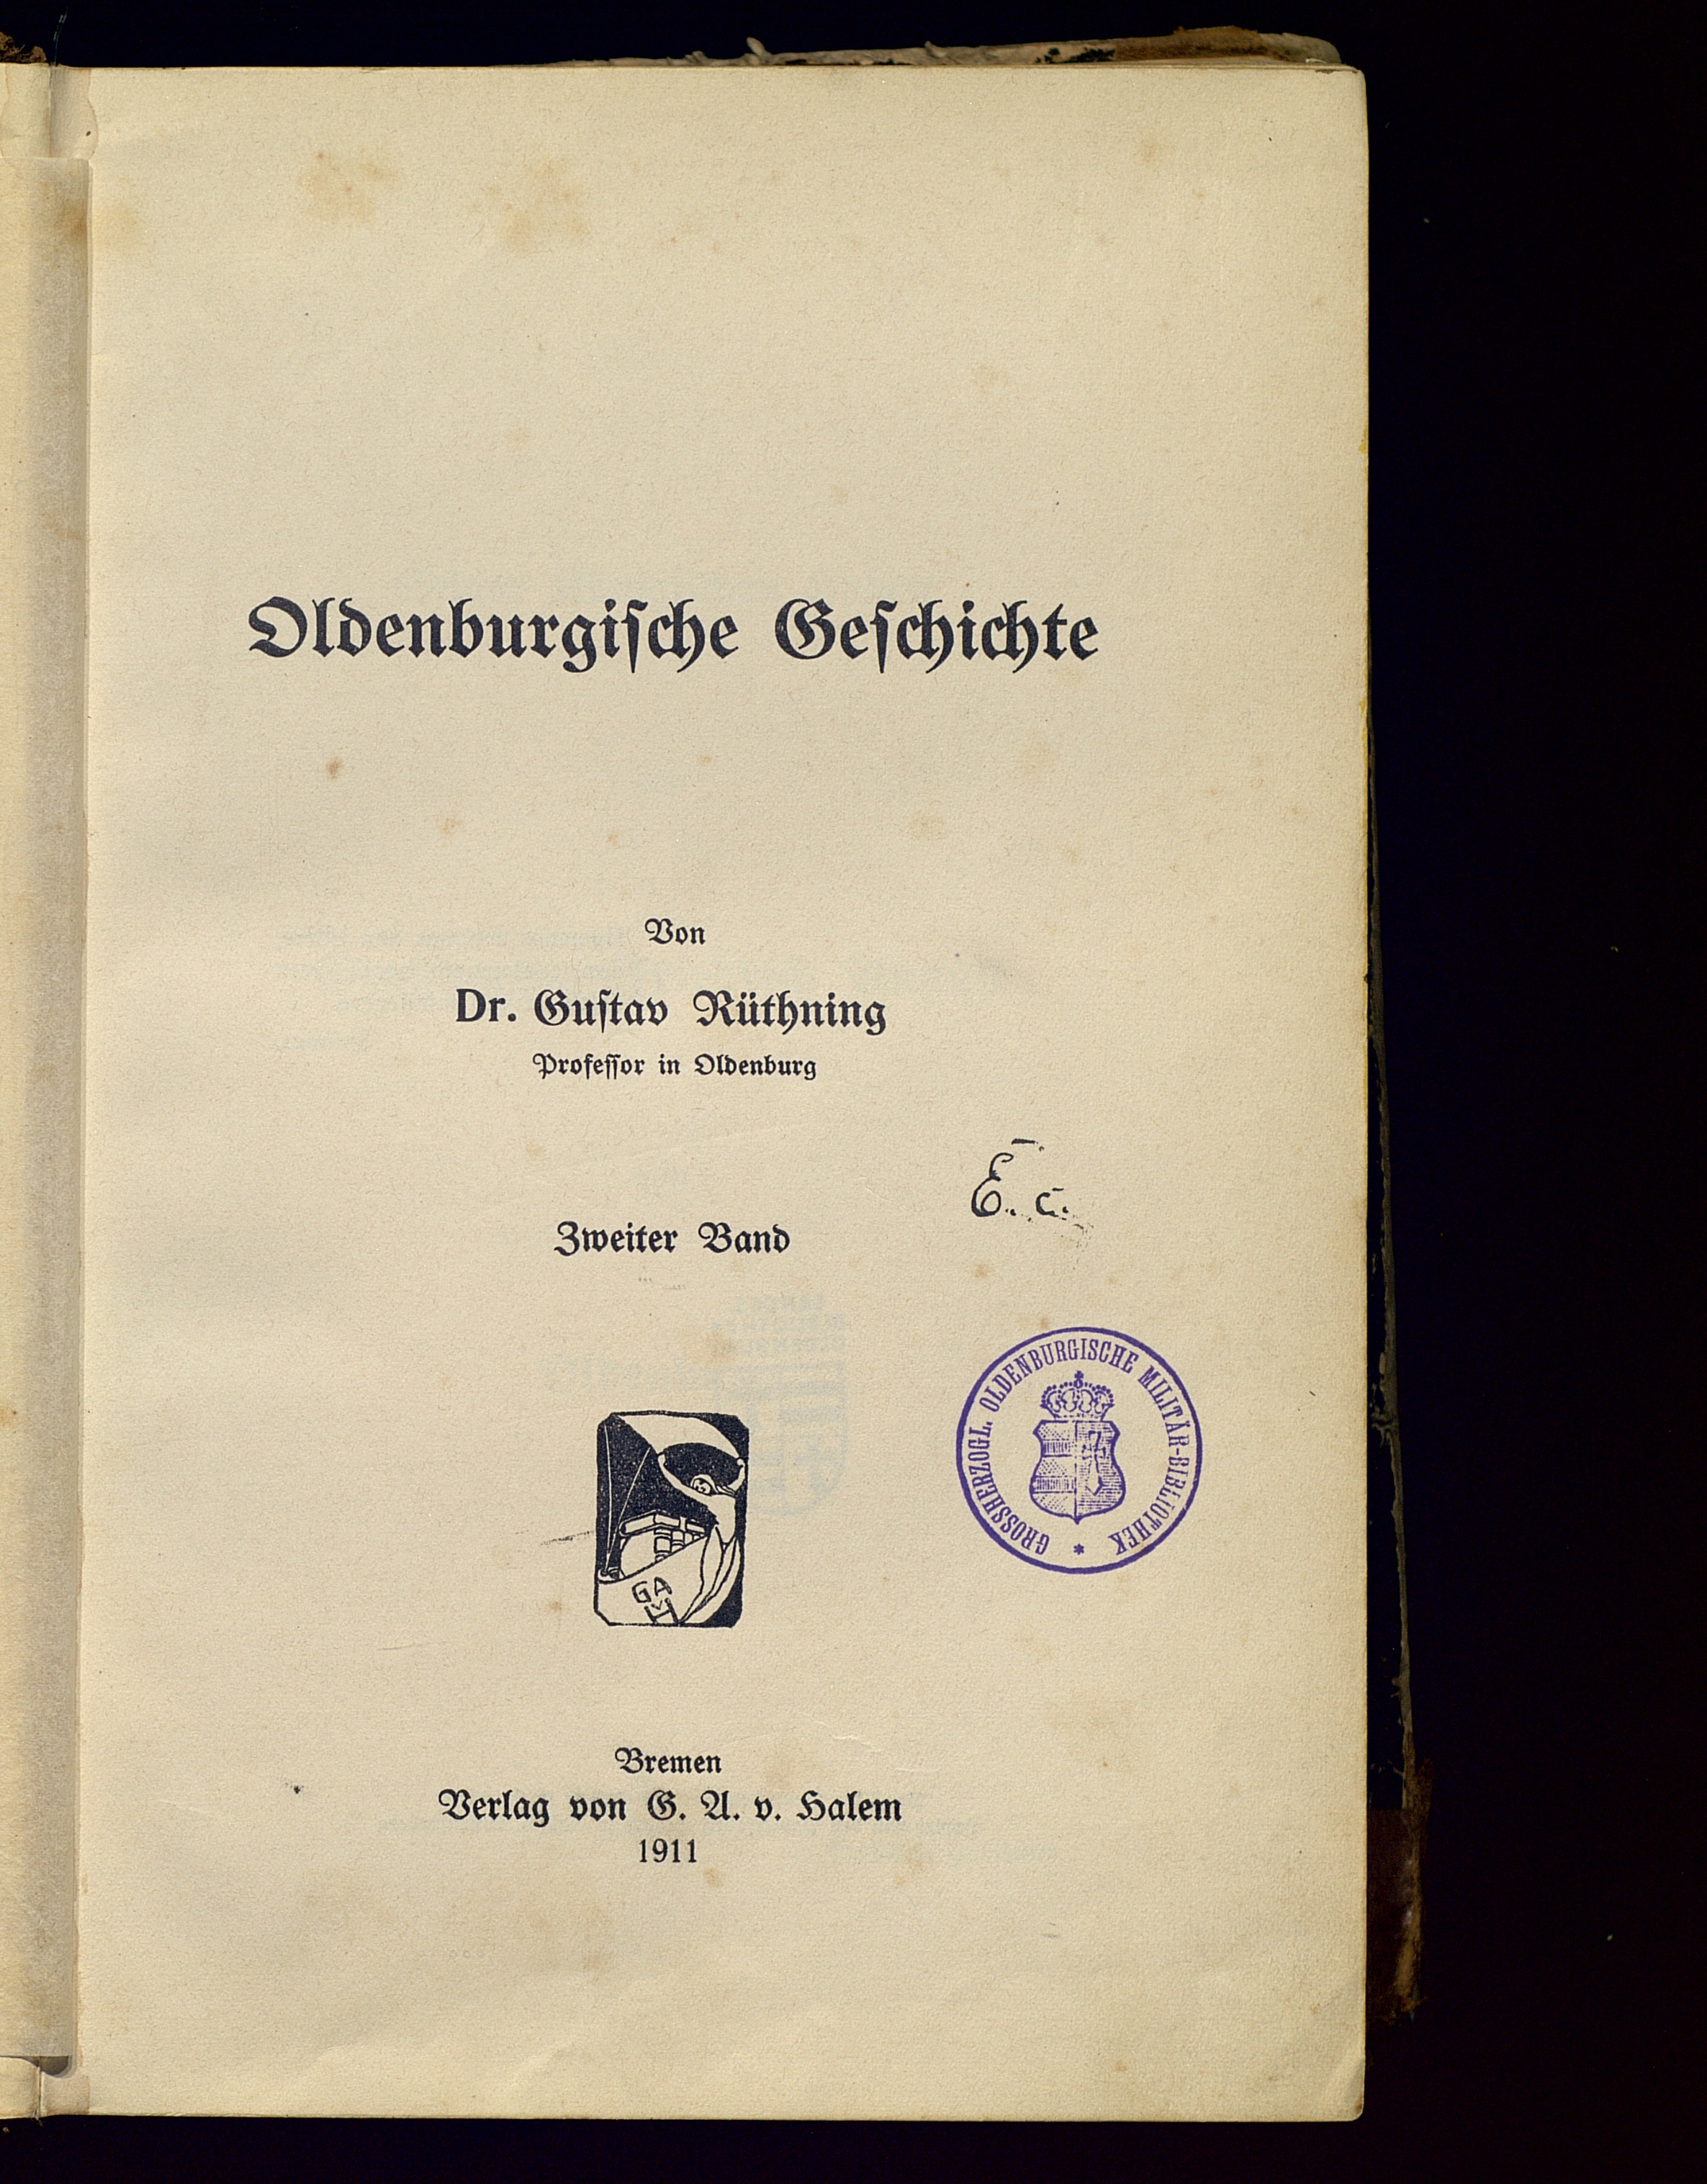 Oldenburgische Geschichte
Von
Dr. Gustav Rüthning
Professor in Oldenburg
E. c.
Zweiter Band
GROSSHERZOGL. OLDENBURGISCHE MILITÄR-BIBLIOTHEK *
G A
v
H
Bremen
Verlag von G. A. v. Halem
1911